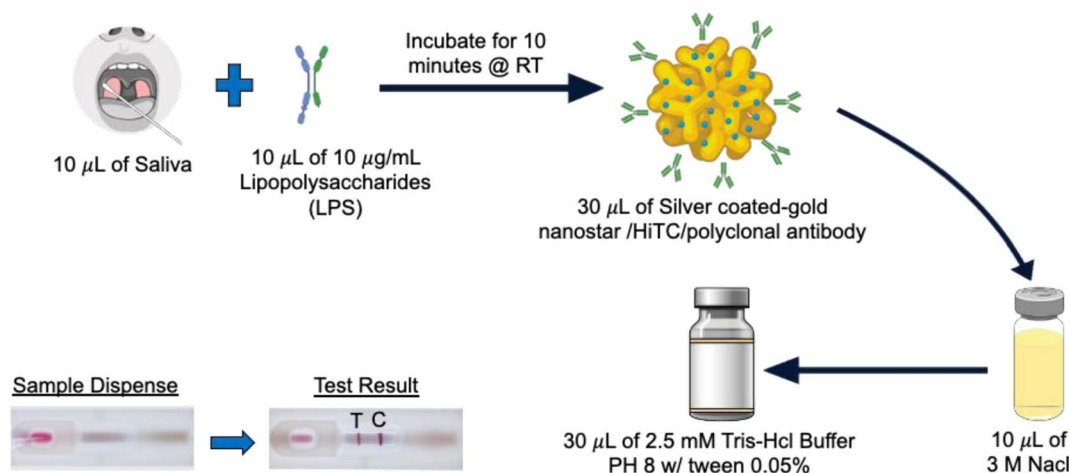 10 μL of Saliva
10 μL of 10 μg/mL
Lipopolysaccharides
(LPS)
Incubate for 10
minutes @ RT
30 μL of Silver coated-gold
nanostar /HiTC/polyclonal antibody
10 μL of
3 M Nacl
30 μL of 2.5 mM Tris-Hcl Buffer
PH 8 w/ tween 0.05%
Sample Dispense
Test Result
T C